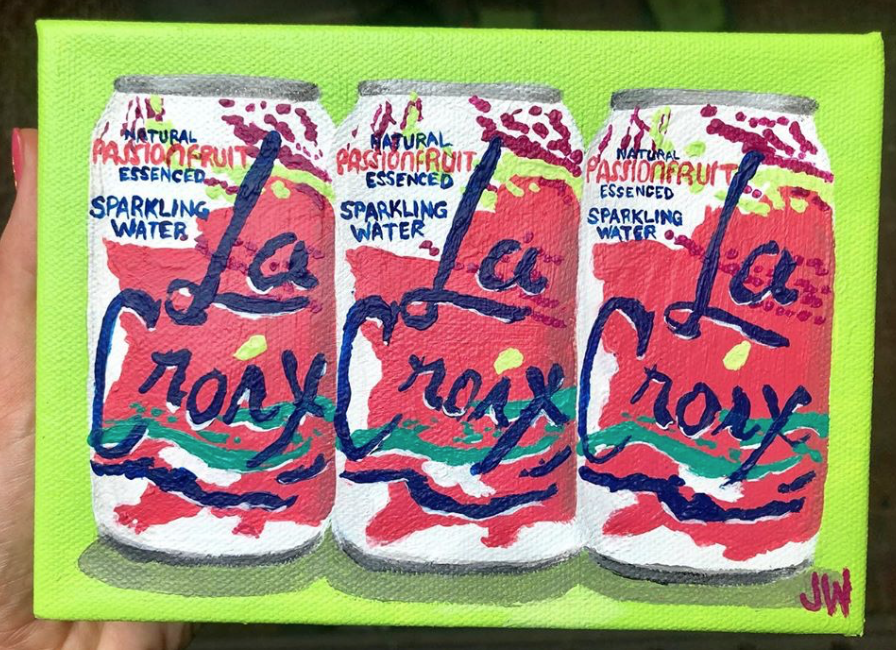 NATURAL
PASSIONFRUIT
ESSENCED
SPARKLING
WATER
La
Croix
NATURAL
PASSIONFRUIT
ESSENCED
SPARKLING
WATER
La
Croix
NATURAL
PASSIONFRUIT
ESSENCED
SPARKLING
WATER
La
Croix
JW